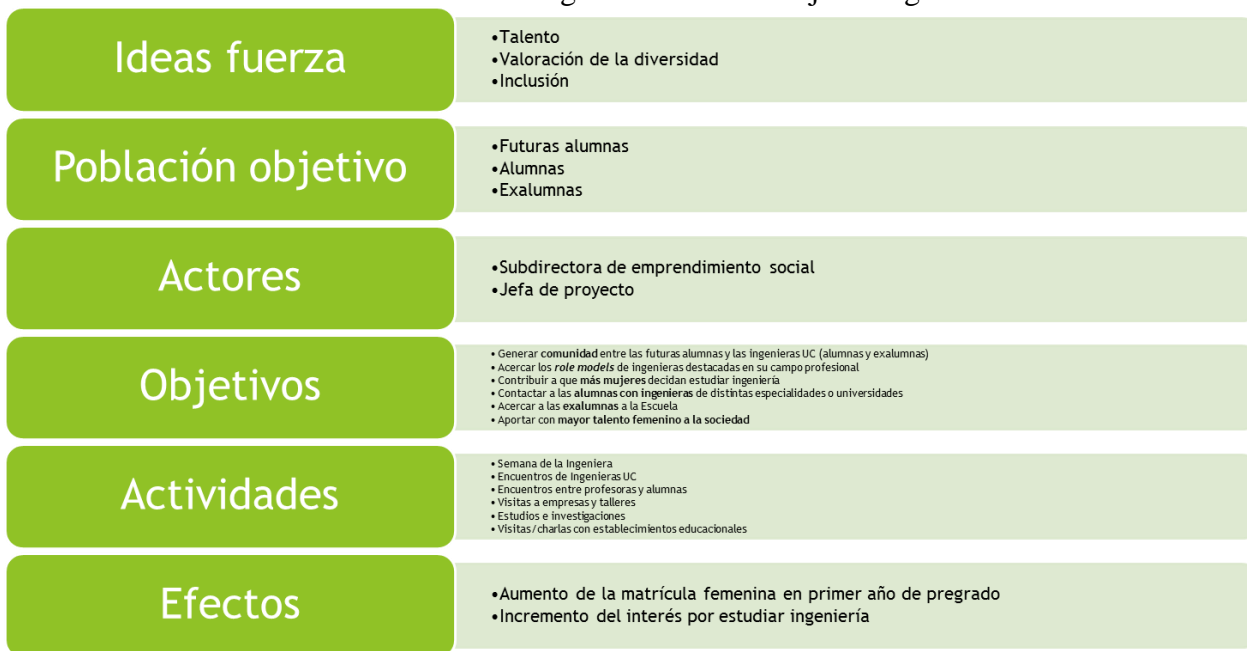 Ideas fuerza
•Talento
•Valoración de la diversidad
•Inclusión
Población objetivo
•Futuras alumnas
•Alumnas
•Exalumnas
Actores
•Subdirectora de emprendimiento social
•Jefa de proyecto
Objetivos
• Generar comunidad entre las futuras alumnas y las ingenieras UC (alumnas y exalumnas)
• Acercar los role models de ingenieras destacadas en su campo profesional
• Contribuir a que más mujeres decidan estudiar ingeniería
• Contactar a las alumnas con ingenieras de distintas especialidades o universidades
• Acercar a las exalumnas a la Escuela
• Aportar con mayor talento femenino a la sociedad
Actividades
• Semana de la Ingeniera
• Encuentros de Ingenieras UC
• Encuentros entre profesoras y alumnas
• Visitas a empresas y talleres
• Estudios e investigaciones
• Visitas/charlas con establecimientos educacionales
Efectos
•Aumento de la matrícula femenina en primer año de pregrado
•Incremento del interés por estudiar ingeniería